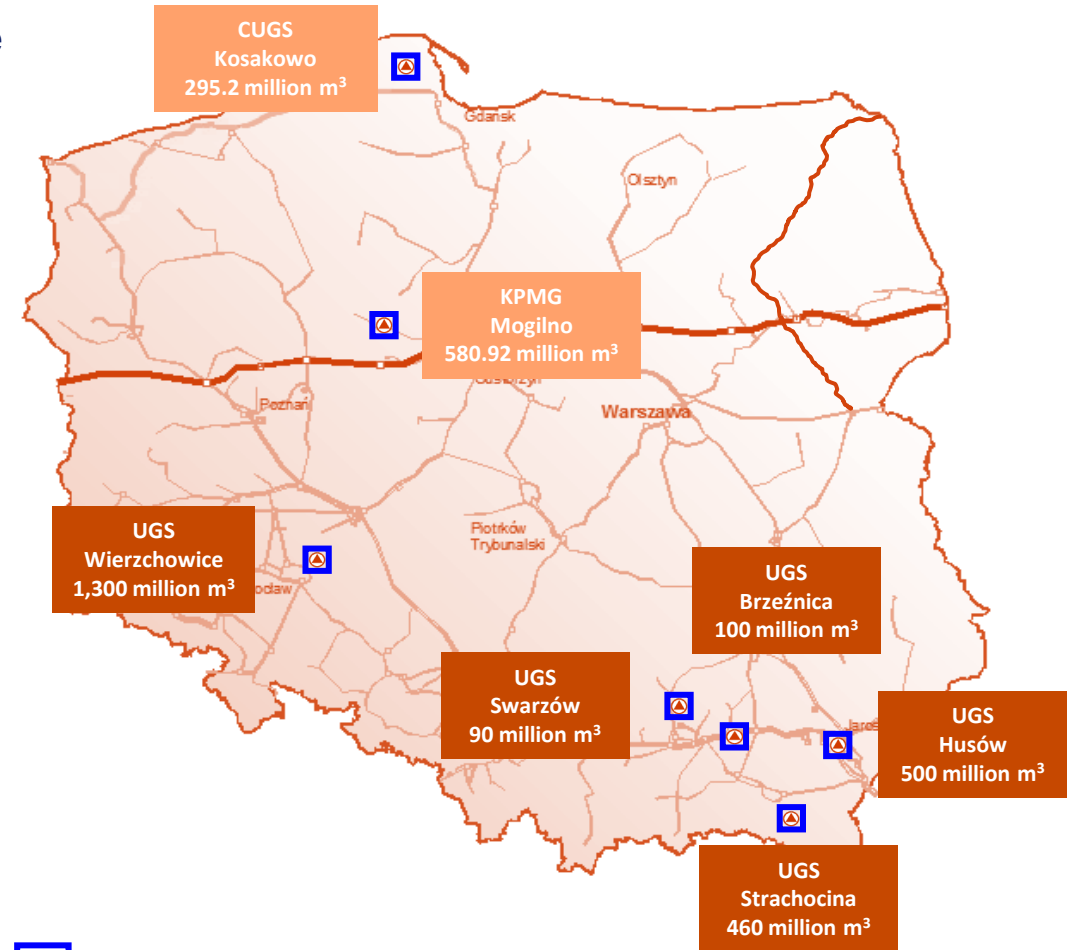 CUGS
Kosakowo
295.2 million m³
Gdańsk
Olsztyn
KPMG
Mogilno
580.92 million m³
Poznań
Warszawa
UGS
Wierzchowice
1,300 million m³
Piotrków
Trybunalski
UGS
Brzeźnica
100 million m³
UGS
Swarzów
90 million m³
UGS
Husów
500 million m³
UGS
Strachocina
460 million m³